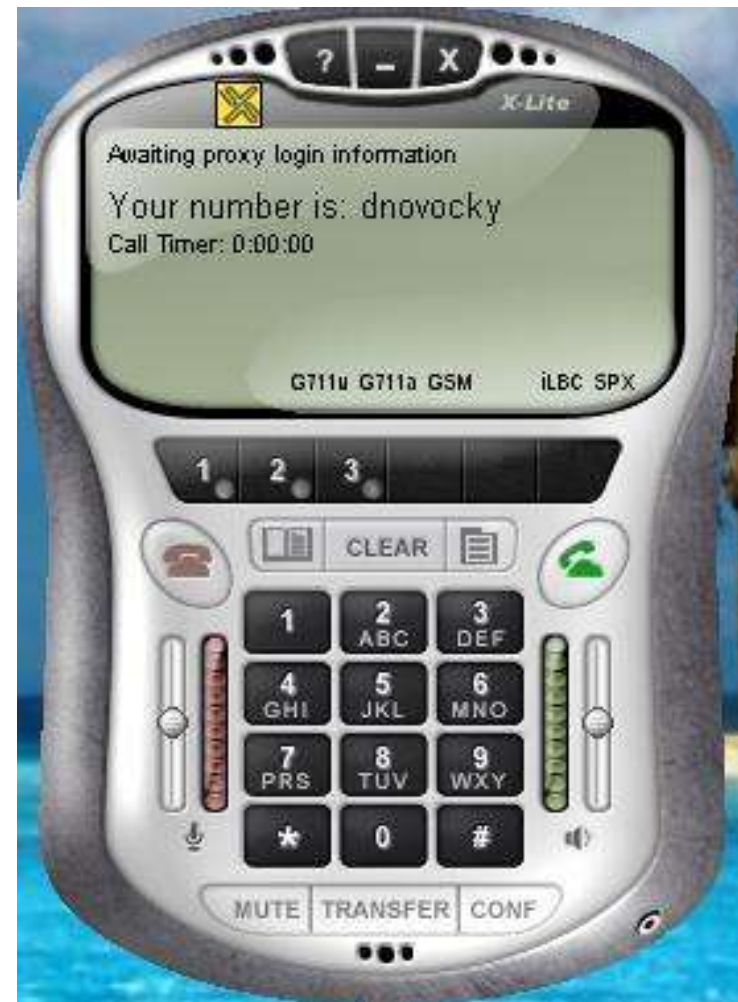 ? – X
X-Lite
Awaiting proxy login information
Your number is: dnovocky
Call Timer: 0:00:00
G711u G711a GSM iLBC SPX
1 2 3
CLEAR
1 2 3
ABC DEF
4 5 6
GHI JKL MNO
7 8 9
PRS TUV WXY
* 0 #
MUTE TRANSFER CONF